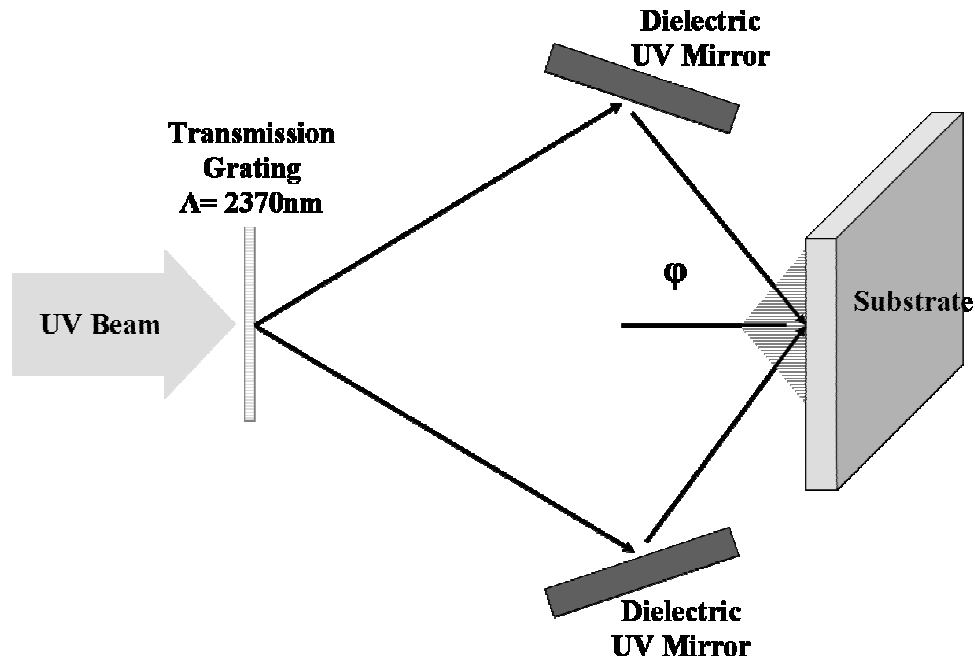 Dielectric
UV Mirror
Transmission
Grating
Λ= 2370nm
φ
UV Beam
Substrate
Dielectric
UV Mirror